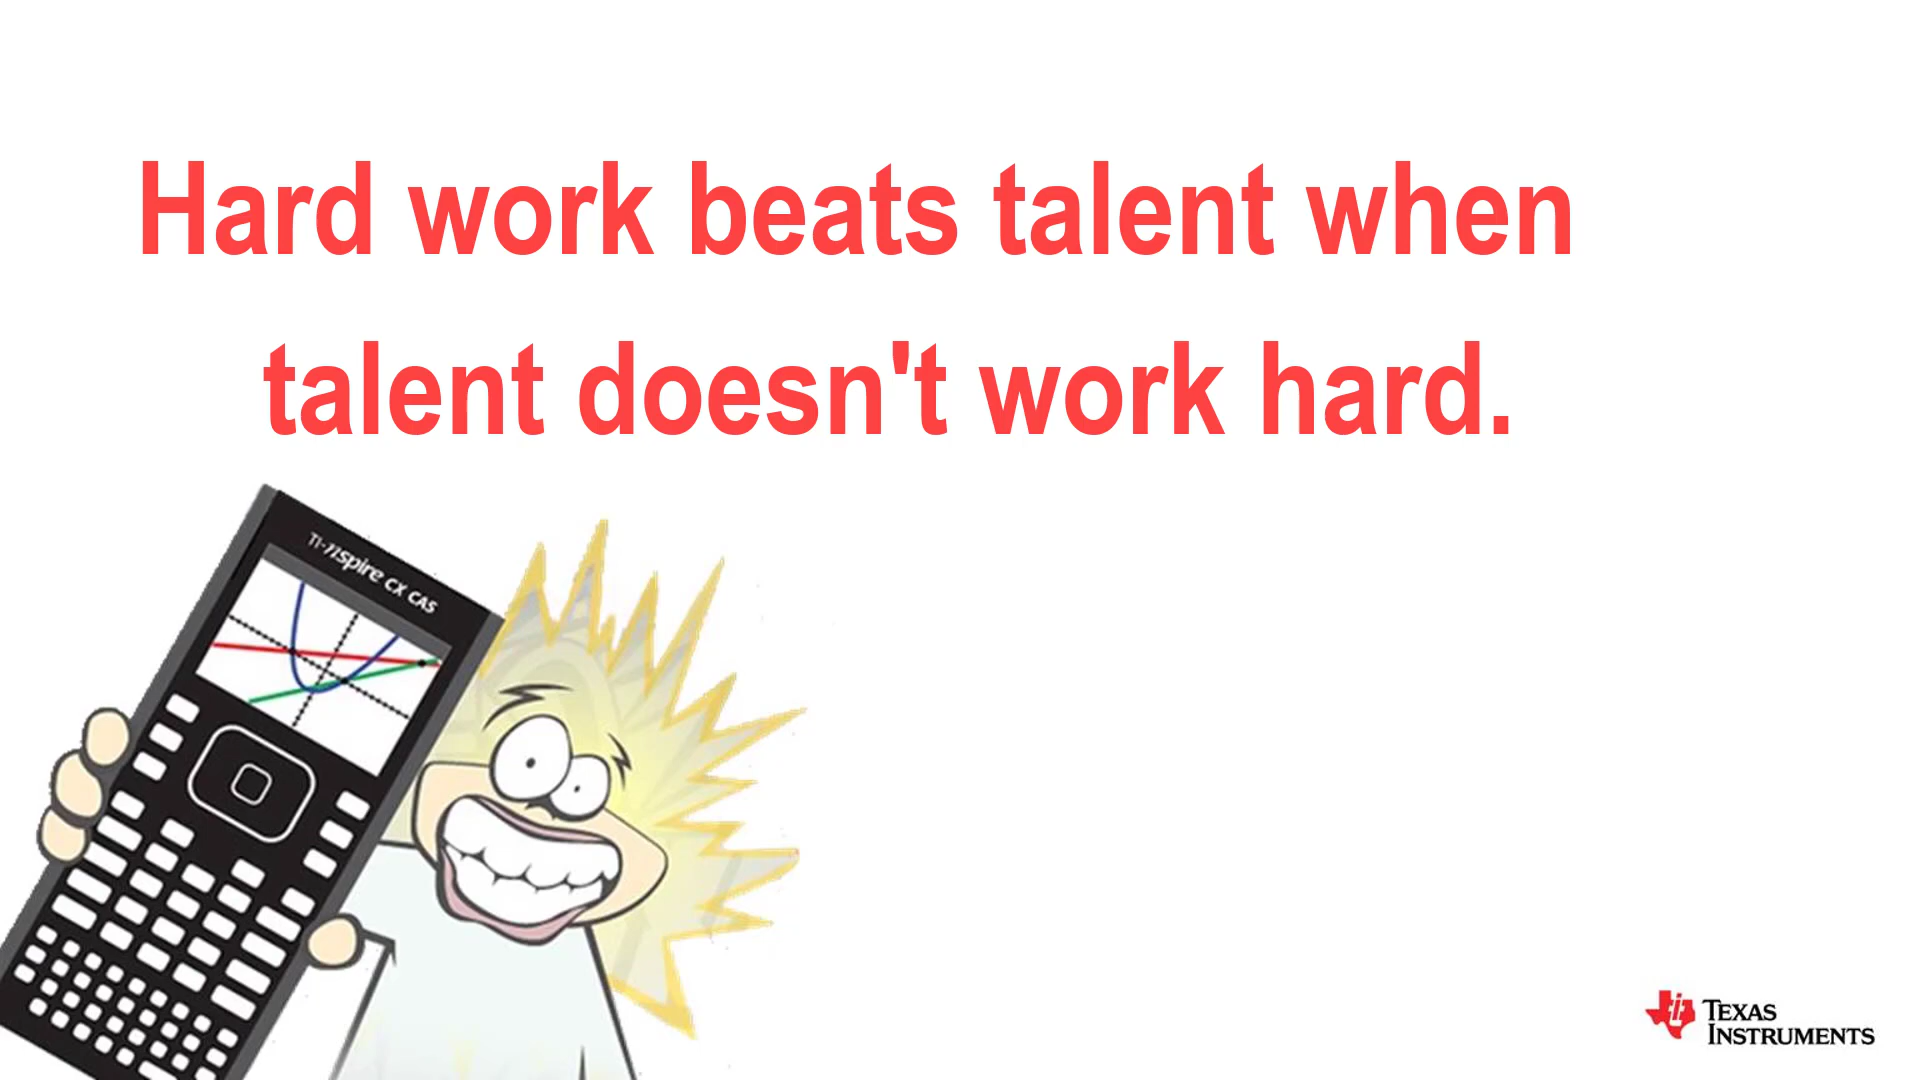 Hard work beats talent when
talent doesn't work hard.
TI-nspire CX CAS
TEXAS
INSTRUMENTS